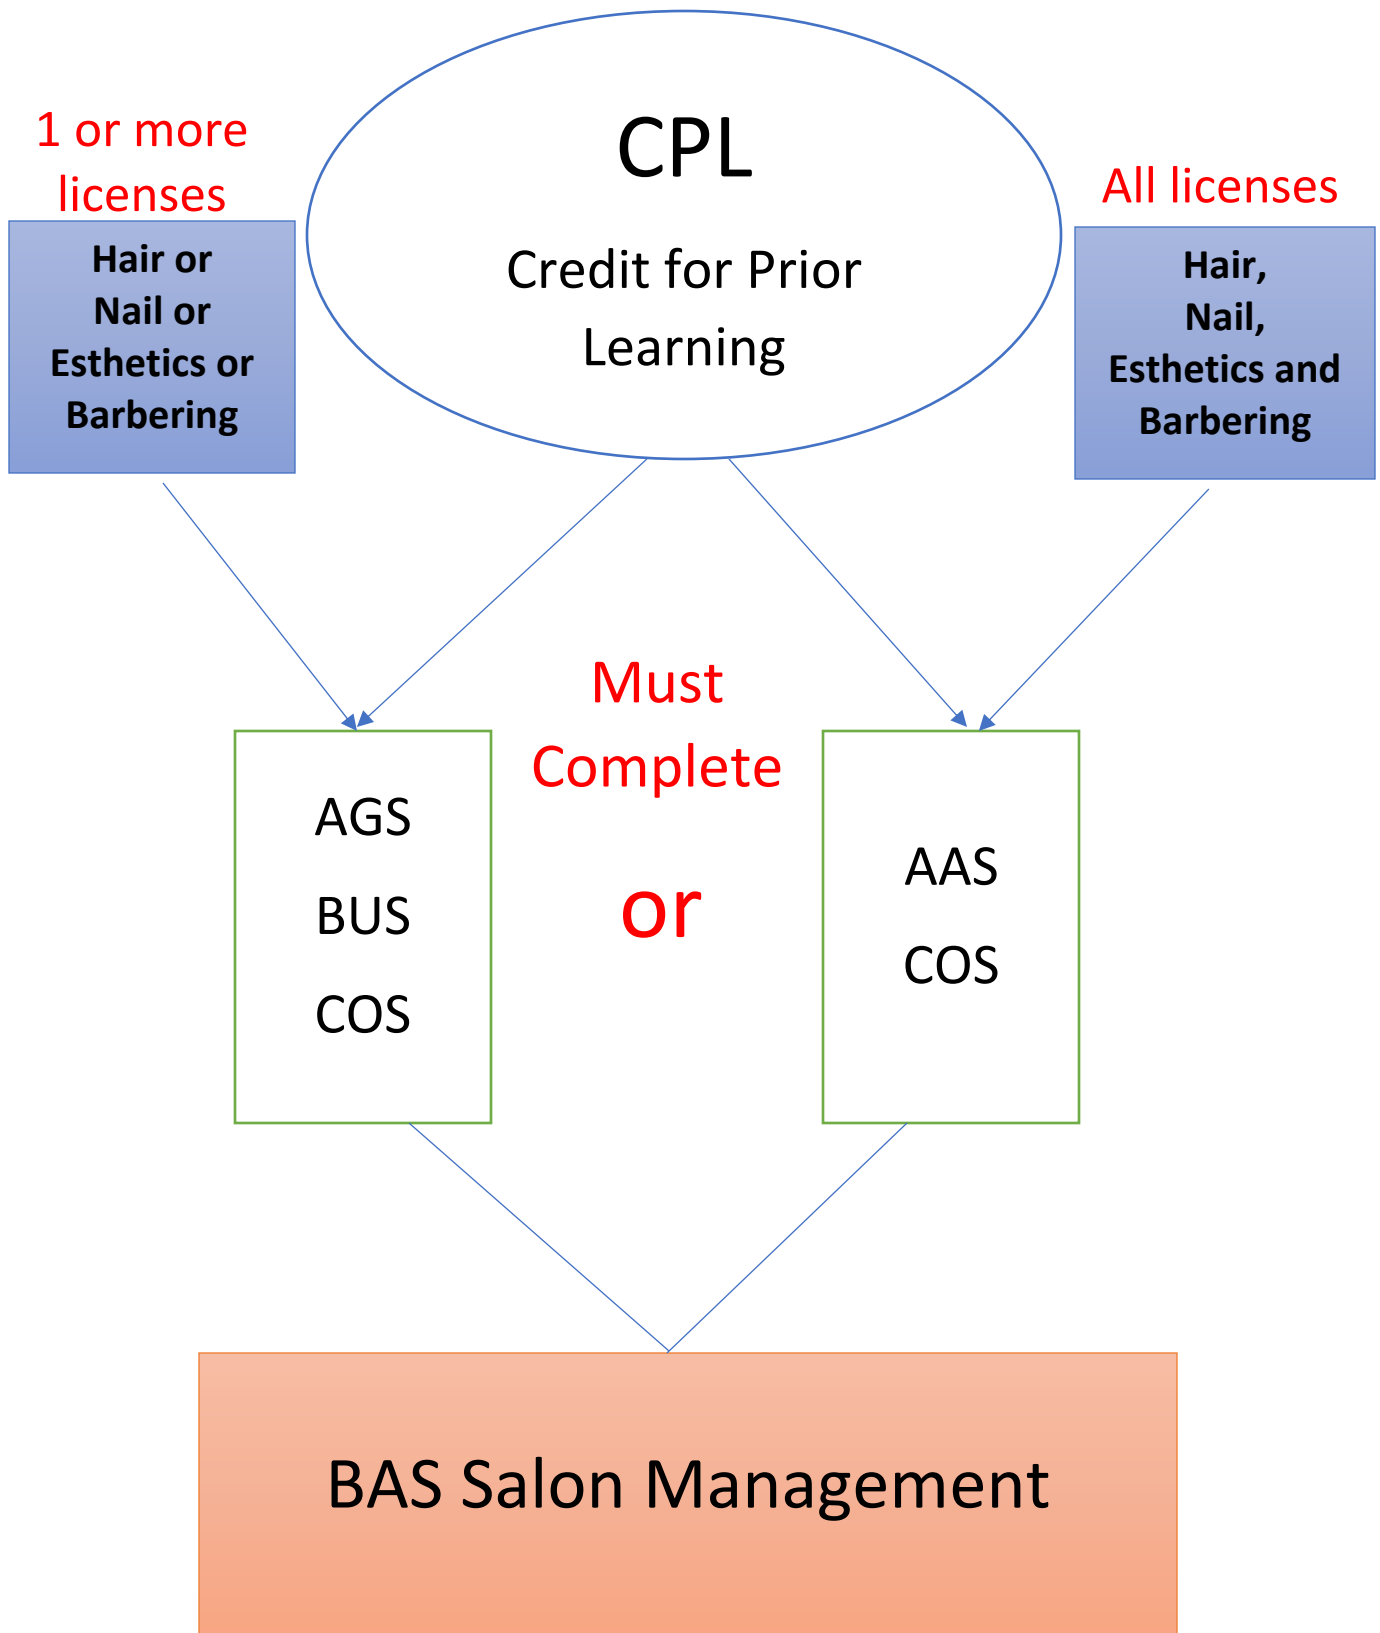 CPL
Credit for Prior
Learning
1 or more
licenses
Hair or
Nail or
Esthetics or
Barbering
All licenses
Hair,
Nail,
Esthetics and
Barbering
Must
Complete
or
AGS
BUS
COS
AAS
COS
BAS Salon Management